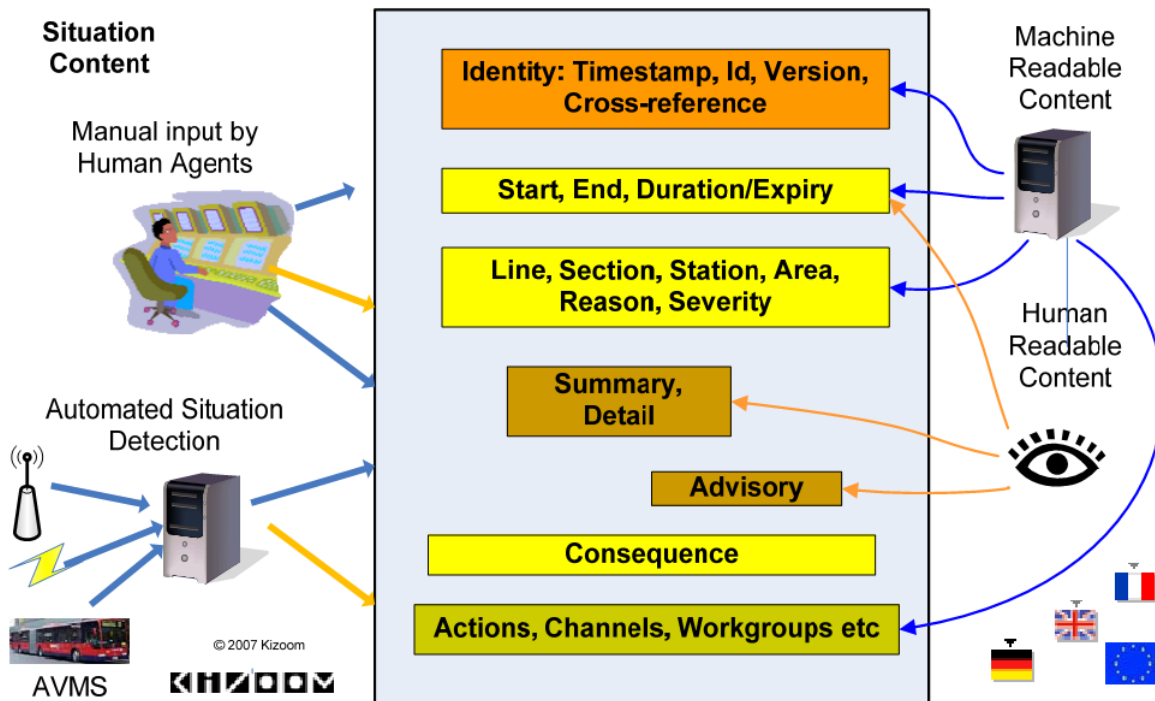 Situation
Content
Manual input by
Human Agents
Automated Situation
Detection
AVMS
© 2007 Kizoom
KIZOOM
Identity: Timestamp, Id, Version,
Cross-reference
Start, End, Duration/Expiry
Line, Section, Station, Area,
Reason, Severity
Summary,
Detail
Advisory
Consequence
Actions, Channels, Workgroups etc
Machine
Readable
Content
Human
Readable
Content